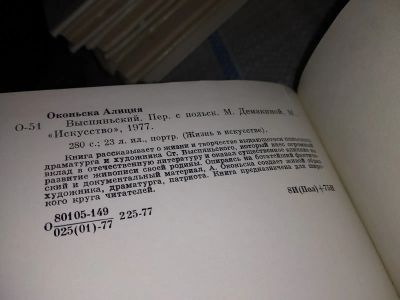 Оконьска Алиция
О-51 Выспяньский. Пер. с польск. М. Демякиной. М.,
«Искусство», 1977.
280 с.; 23 л. ил., портр. (Жизнь в искусстве).
Книга рассказывает о жизни и творчестве выдающегося польского
драматурга и художника Ст. Выспяньского, который внес огромный
вклад в отечественную литературу и оказал существенное влияние на
развитие живописи своей родины. Опираясь на богатейший фактиче-
ский и документальный материал, А. Оконьска создает живой образ
художника, драматурга, патриота. Книга предназначена для широ-
кого круга читателей.
О 80105-149 225-77
025(01)-77
8И(Пол)+75И